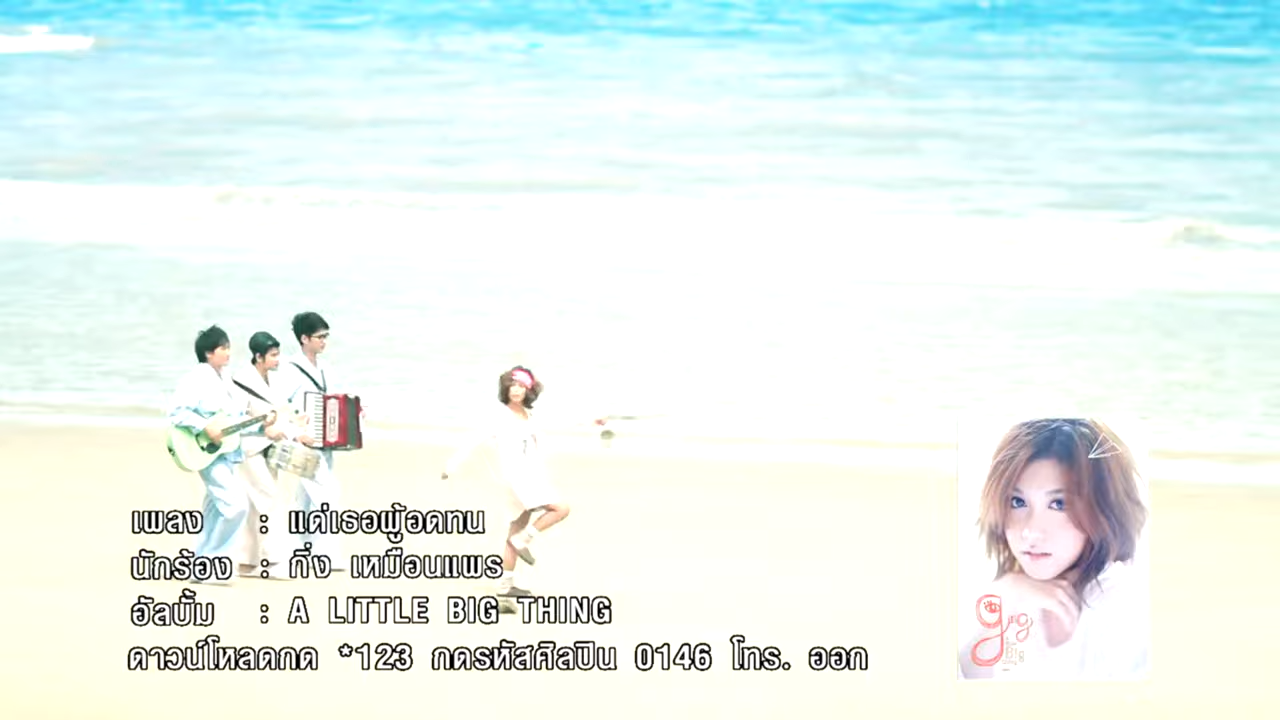 เพลง : แด่เธอผู้อดทน
นักร้อง : กิ่ง เหมือนแพร
อัลบั้ม : A LITTLE BIG THING
ดาวน์โหลดกด *123 กดรหัสศิลปิน 0146 โทร. ออก
ging